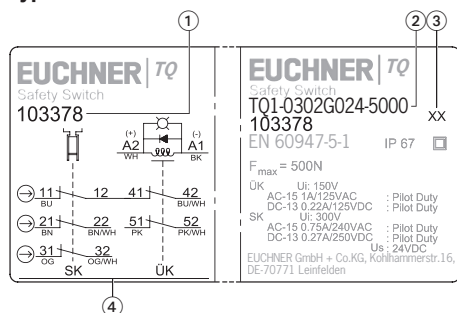 1
2 3
EUCHNER TQ
Safety Switch
103378
(+) (-)
A2 A1
WH BK
11 12 41 42
BU BU/WH
21 22 51 52
BN BN/WH PK PK/WH
31 32
OG OG/WH
SK ÜK
4
EUCHNER TQ
Safety Switch
TQ1-0302G024-5000
103378 XX
EN 60947-5-1 IP 67
Fmax = 500N
ÜK Ui: 150V
AC-15 1A/125VAC : Pilot Duty
DC-13 0.22A/125VDC : Pilot Duty
SK Ui: 300V
AC-15 0.75A/240VAC : Pilot Duty
DC-13 0.27A/250VDC : Pilot Duty
Us : 24VDC
EUCHNER GmbH + Co.KG, Kohlhammerstr.16,
DE-70771 Leinfelden